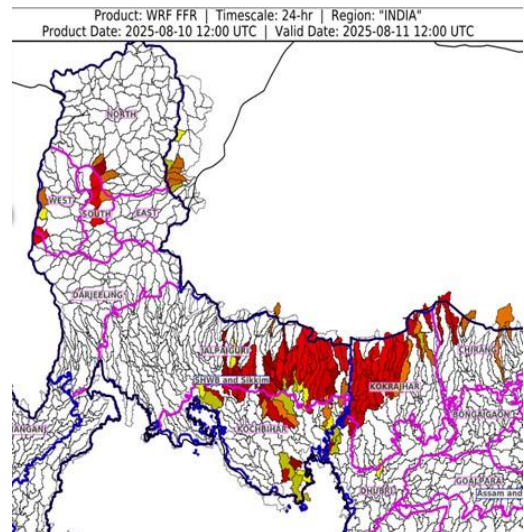 Product: WRF FFR | Timescale: 24-hr | Region: "INDIA"
Product Date: 2025-08-10 12:00 UTC | Valid Date: 2025-08-11 12:00 UTC
NORTH
WEST
SOUTH
EAST
DARJEELING
JALPAIGURI
CHIRANG
SHWB and Sikkim
KOKRAJHAR
BONGAIGAON
KOCHBIHAR
ANGANJ
GOALPARA
DHUBRI
Assam and